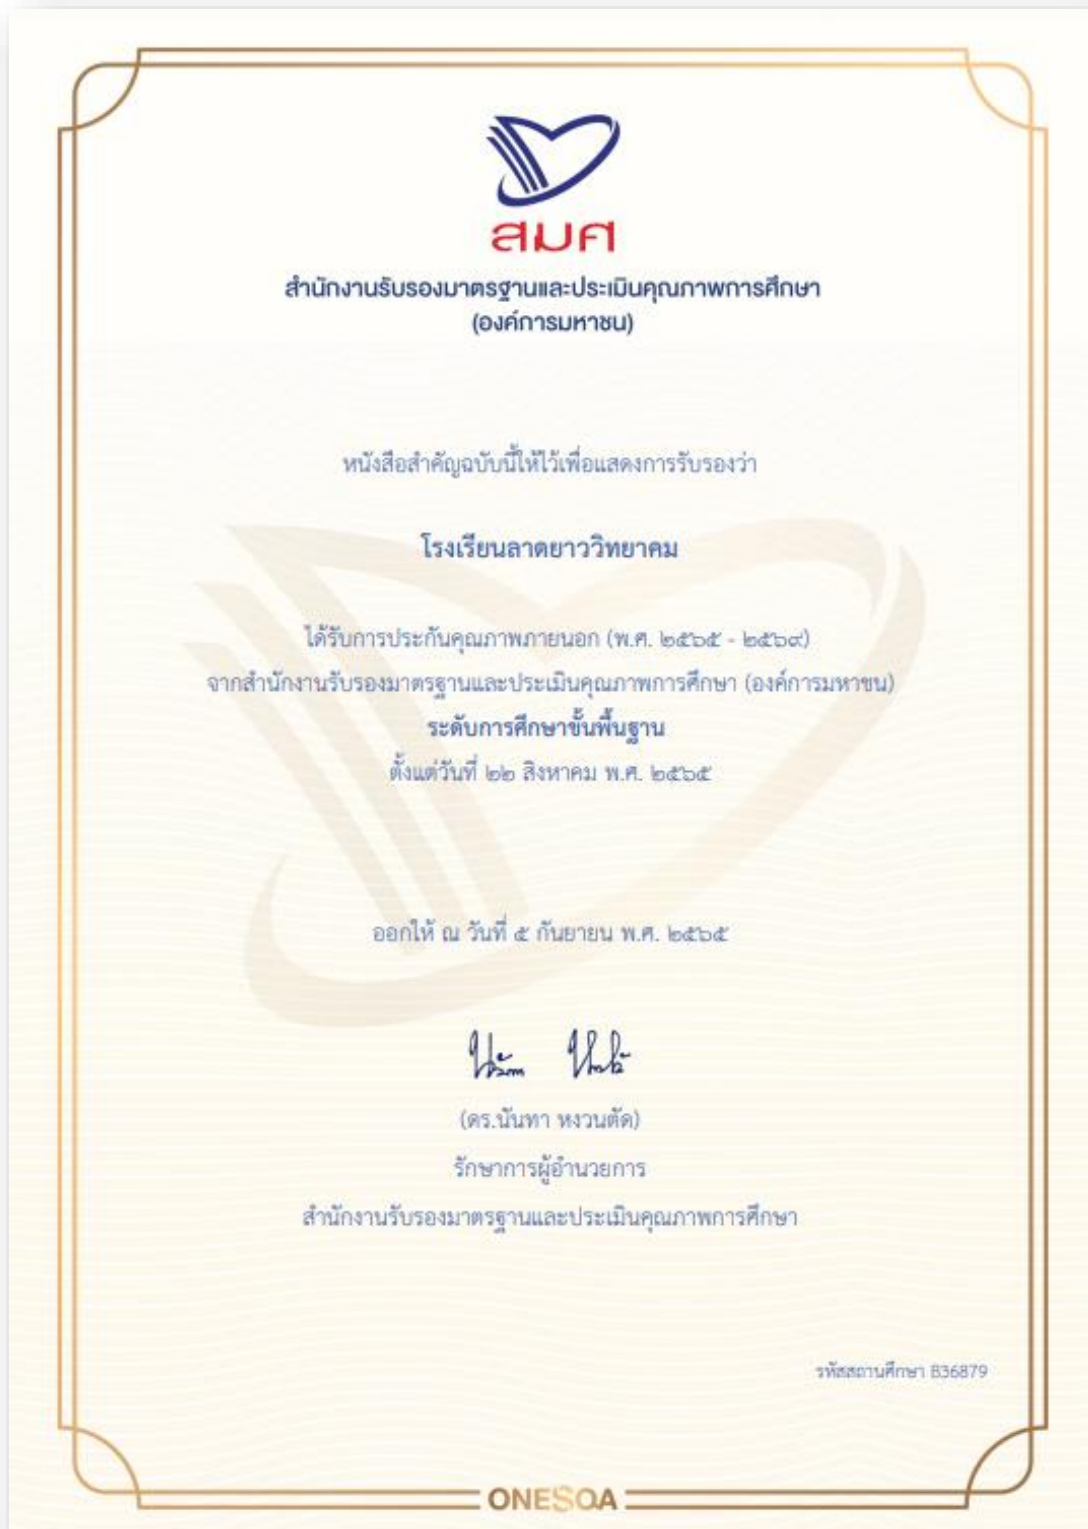 สมศ
สำนักงานรับรองมาตรฐานและประเมินคุณภาพการศึกษา
(องค์การมหาชน)
หนังสือสำคัญฉบับนี้ให้ไว้เพื่อแสดงการรับรองว่า
โรงเรียนลาดยาววิทยาคม
ได้รับการประกันคุณภาพภายนอก (พ.ศ. ๒๕๖๕ - ๒๕๖๙)
จากสำนักงานรับรองมาตรฐานและประเมินคุณภาพการศึกษา (องค์การมหาชน)
ระดับการศึกษาขั้นพื้นฐาน
ตั้งแต่วันที่ ๒๒ สิงหาคม พ.ศ. ๒๕๖๕
ออกให้ ณ วันที่ ๕ กันยายน พ.ศ. ๒๕๖๕
(ดร.นันทา หงวนตัด)
รักษาการผู้อำนวยการ
สำนักงานรับรองมาตรฐานและประเมินคุณภาพการศึกษา
รหัสสถานศึกษา B36879
ONESQA